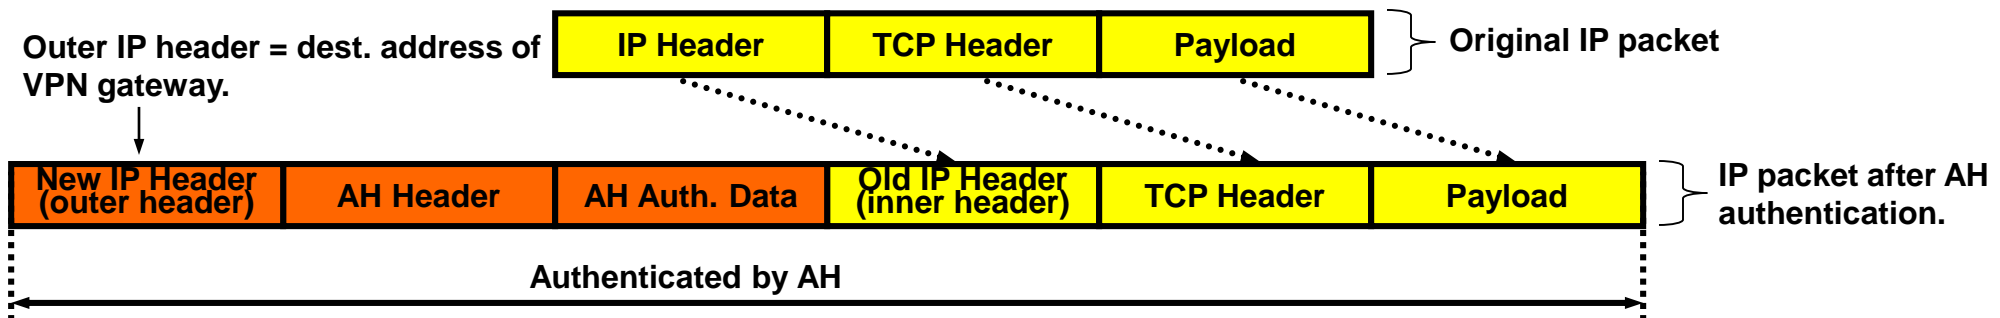 Outer IP header = dest. address of
VPN gateway.
IP Header
TCP Header
Payload
Original IP packet
New IP Header
(outer header)
AH Header
AH Auth. Data
Old IP Header
(inner header)
TCP Header
Payload
IP packet after AH
authentication.
Authenticated by AH